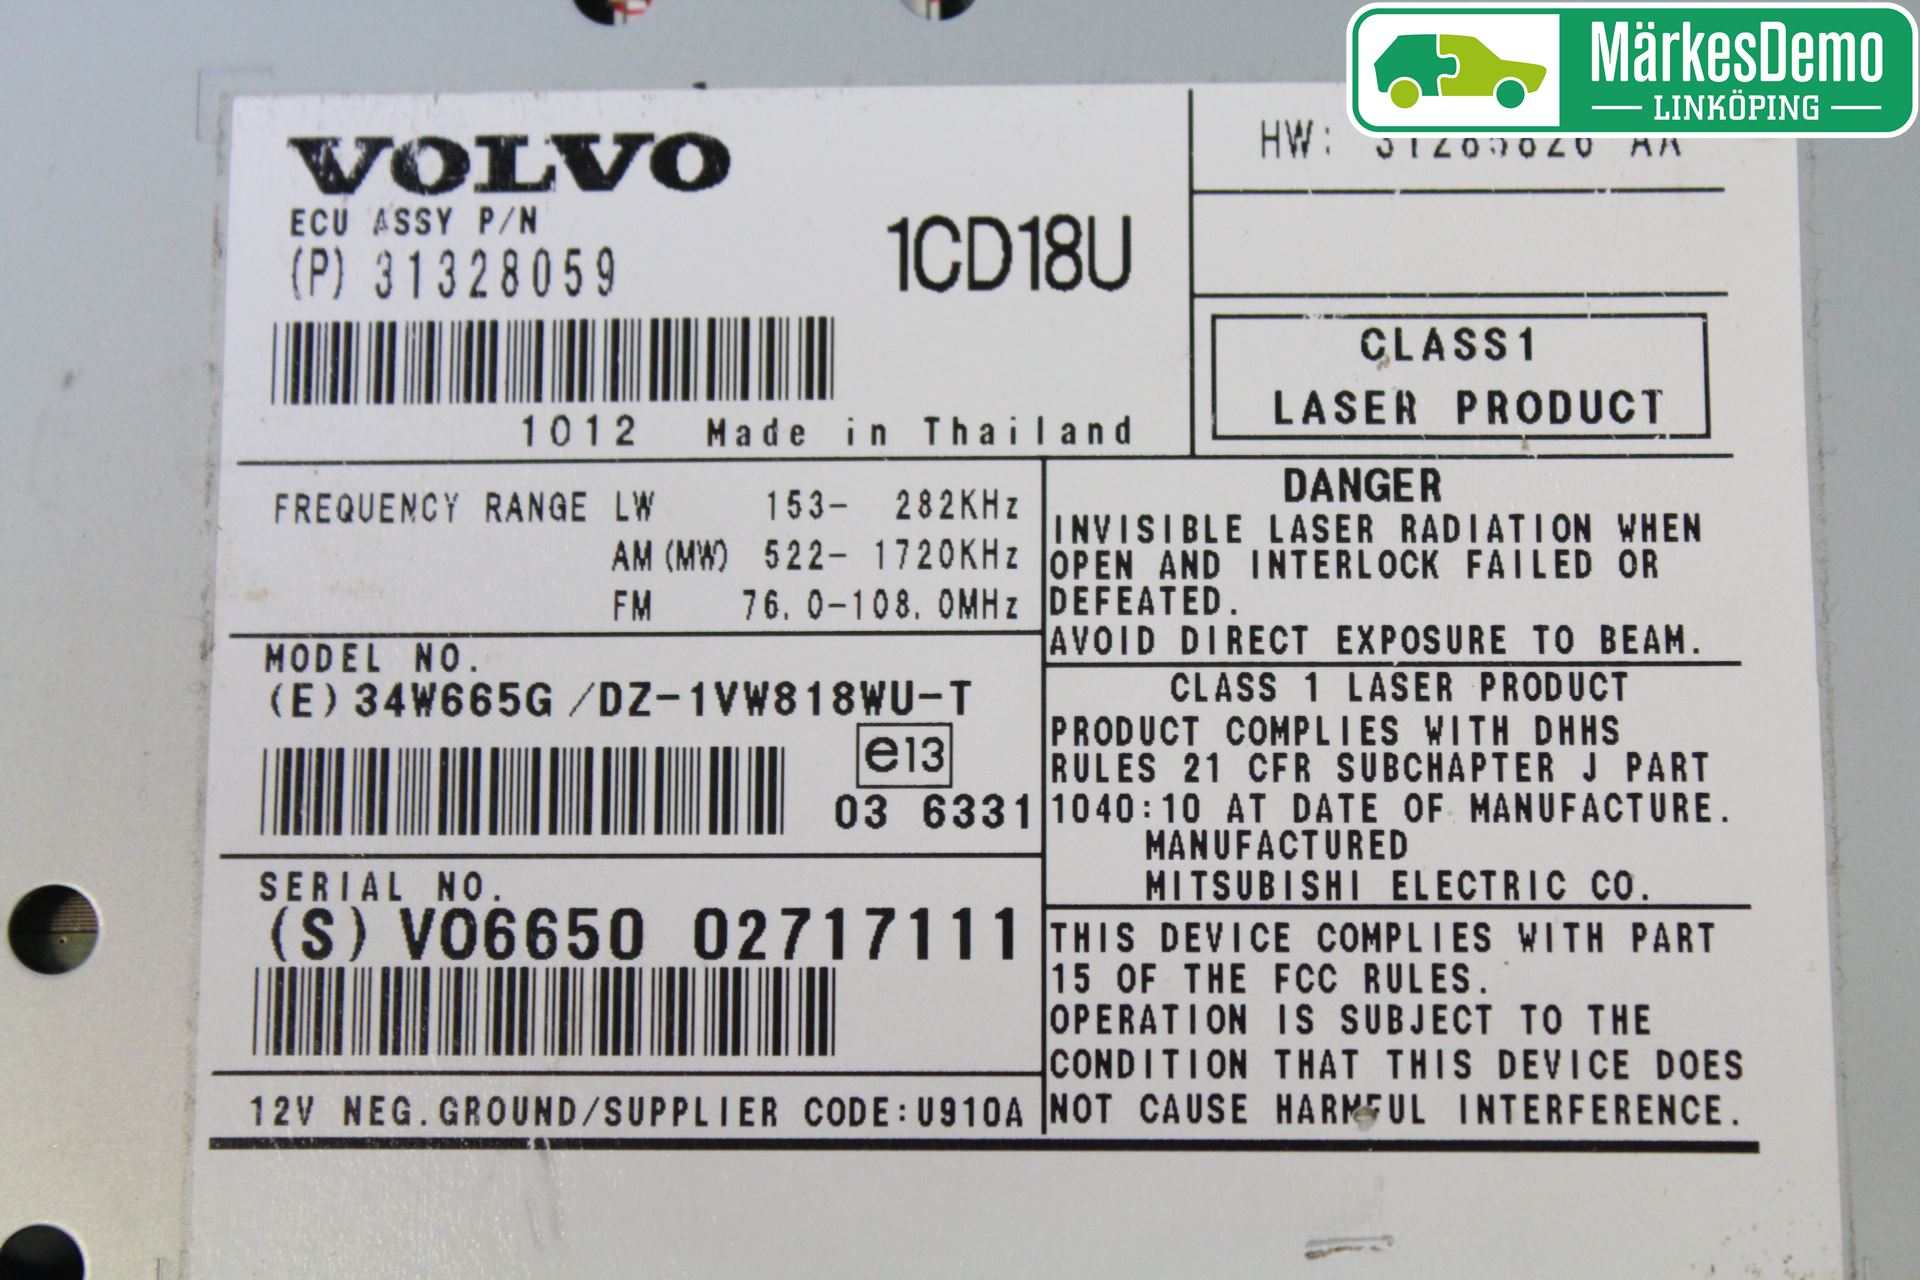 MärkesDemo
LINKÖPING
VOLVO
ECU ASSY P/N
(P) 31328059
1CD18U
1012 Made in Thailand
HW: AA
CLASS1
LASER PRODUCT
FREQUENCY RANGE LW 153- 282KHz
AM (MW) 522- 1720KHz
FM 76.0-108.0MHz
MODEL NO.
(E) 34W665G /DZ-1VW818WU-T
e13
03 6331
SERIAL NO.
(S) VO6650 02717111
12V NEG.GROUND/SUPPLIER CODE:U910A
DANGER
INVISIBLE LASER RADIATION WHEN
OPEN AND INTERLOCK FAILED OR
DEFEATED.
AVOID DIRECT EXPOSURE TO BEAM.
CLASS 1 LASER PRODUCT
PRODUCT COMPLIES WITH DHHS
RULES 21 CFR SUBCHAPTER J PART
1040:10 AT DATE OF MANUFACTURE.
MANUFACTURED
MITSUBISHI ELECTRIC CO.
THIS DEVICE COMPLIES WITH PART
15 OF THE FCC RULES.
OPERATION IS SUBJECT TO THE
CONDITION THAT THIS DEVICE DOES
NOT CAUSE HARMFUL INTERFERENCE.